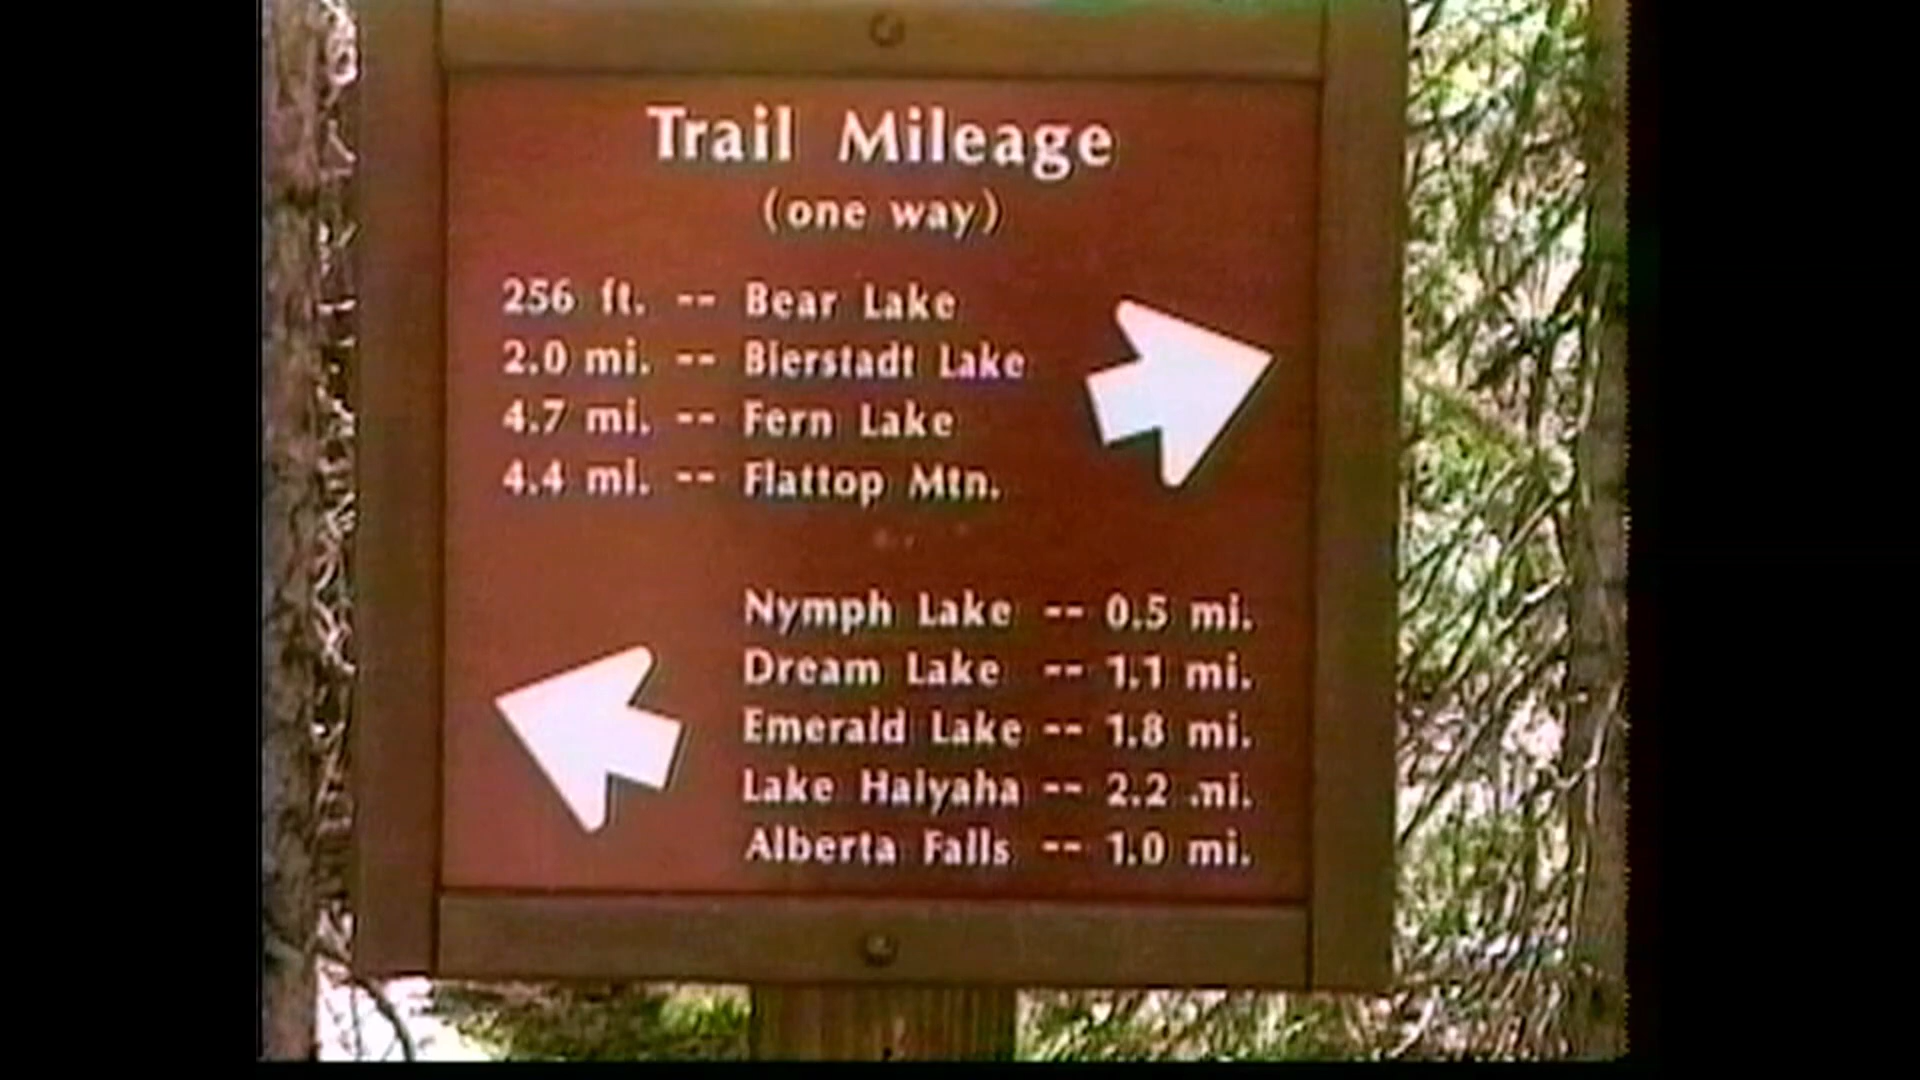 Trail Mileage
(one way)
256 ft. -- Bear Lake
2.0 mi. -- Bierstadt Lake
4.7 mi. -- Fern Lake
4.4 mi. -- Flattop Mtn.
Nymph Lake -- 0.5 mi.
Dream Lake -- 1.1 mi.
Emerald Lake -- 1.8 mi.
Lake Haiyaha -- 2.2 mi.
Alberta Falls -- 1.0 mi.